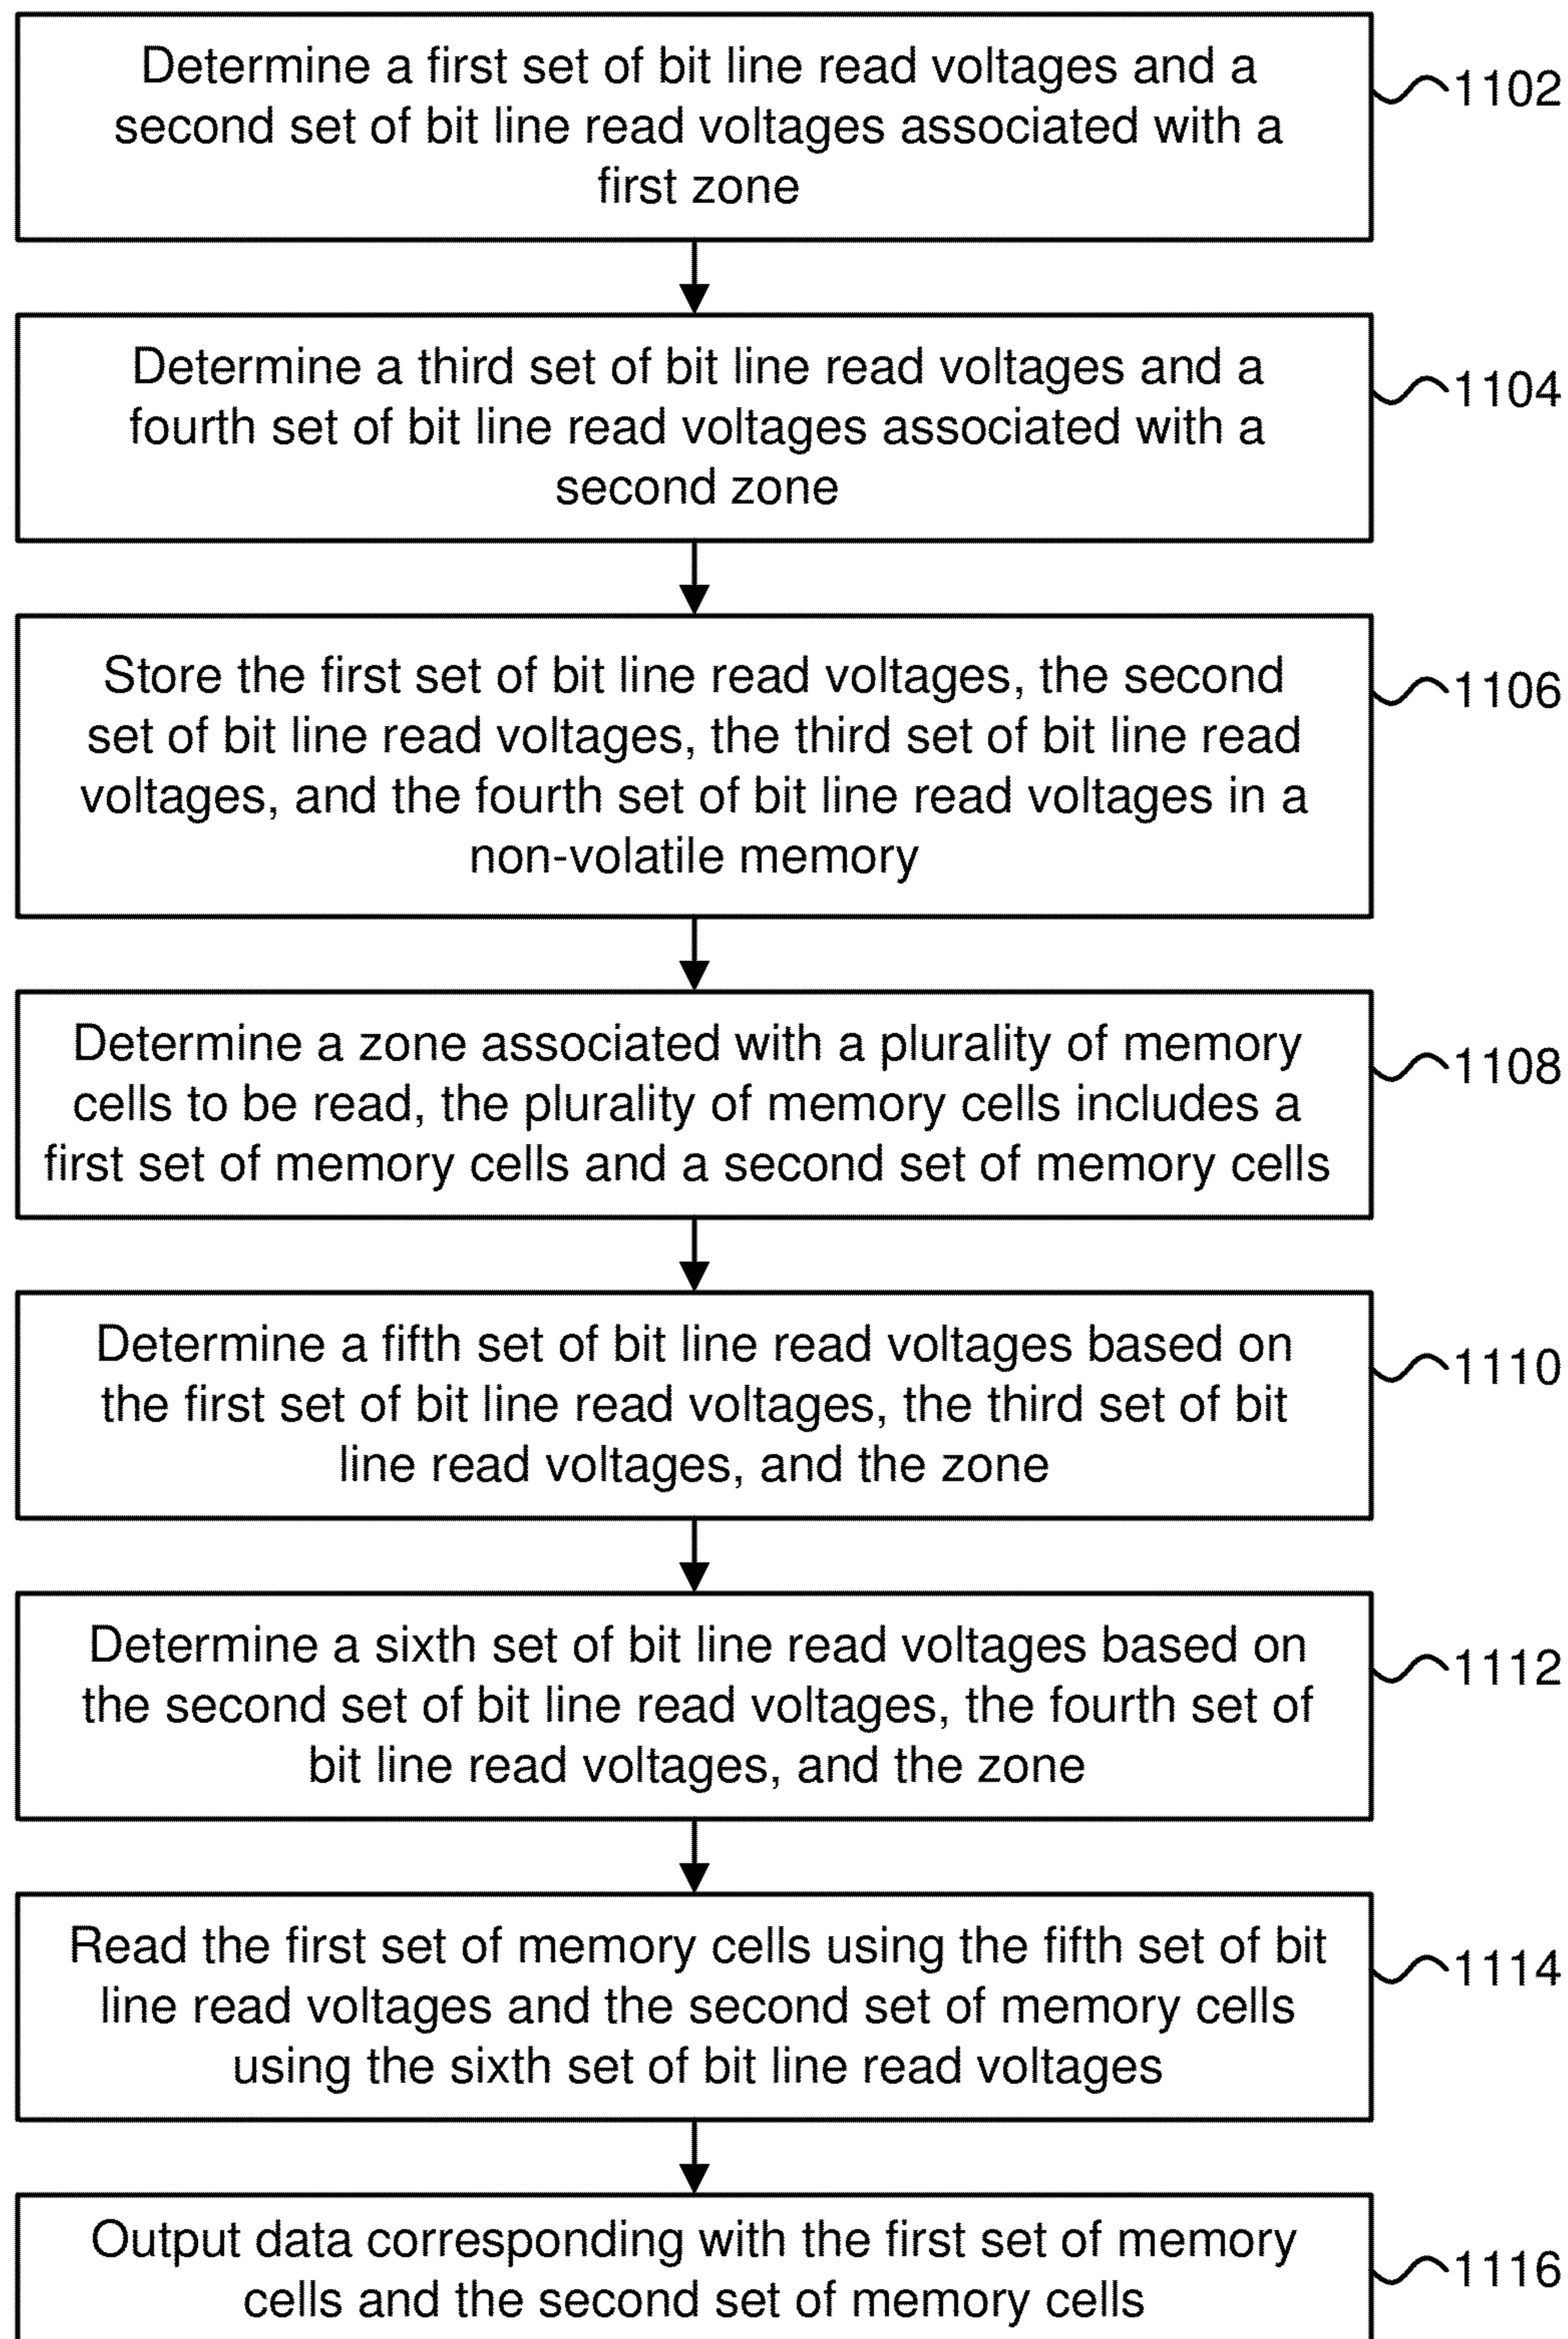 Determine a first set of bit line read voltages and a
second set of bit line read voltages associated with a
first zone
1102
Determine a third set of bit line read voltages and a
fourth set of bit line read voltages associated with a
second zone
1104
Store the first set of bit line read voltages, the second
set of bit line read voltages, the third set of bit line read
voltages, and the fourth set of bit line read voltages in a
non-volatile memory
1106
Determine a zone associated with a plurality of memory
cells to be read, the plurality of memory cells includes a
first set of memory cells and a second set of memory cells
1108
Determine a fifth set of bit line read voltages based on
the first set of bit line read voltages, the third set of bit
line read voltages, and the zone
1110
Determine a sixth set of bit line read voltages based on
the second set of bit line read voltages, the fourth set of
bit line read voltages, and the zone
1112
Read the first set of memory cells using the fifth set of bit
line read voltages and the second set of memory cells
using the sixth set of bit line read voltages
1114
Output data corresponding with the first set of memory
cells and the second set of memory cells
1116